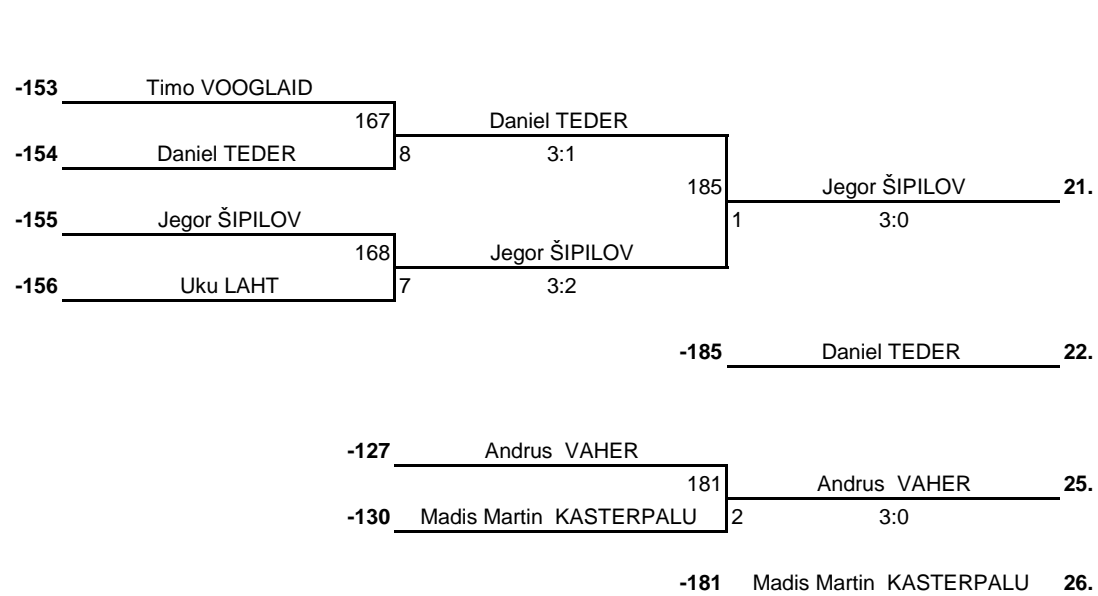 -153 Timo VOOGLAID
167 Daniel TEDER
-154 Daniel TEDER 8 3:1
185 Jegor ŠIPILOV 21.
-155 Jegor ŠIPILOV 1 3:0
168 Jegor ŠIPILOV
-156 Uku LAHT 7 3:2
-185 Daniel TEDER 22.
-127 Andrus VAHER
181 Andrus VAHER 25.
-130 Madis Martin KASTERPALU 2 3:0
-181 Madis Martin KASTERPALU 26.